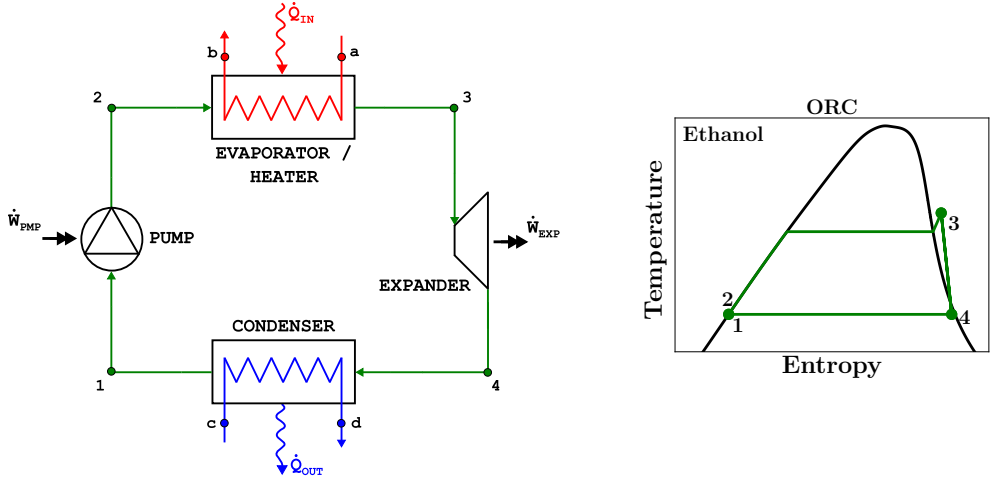 Q̇IN
b
a
2
3
EVAPORATOR /
HEATER
ẆPMP
PUMP
ẆEXP
EXPANDER
CONDENSER
1
4
c
d
Q̇OUT
ORC
Ethanol
Temperature
3
2
1
4
Entropy